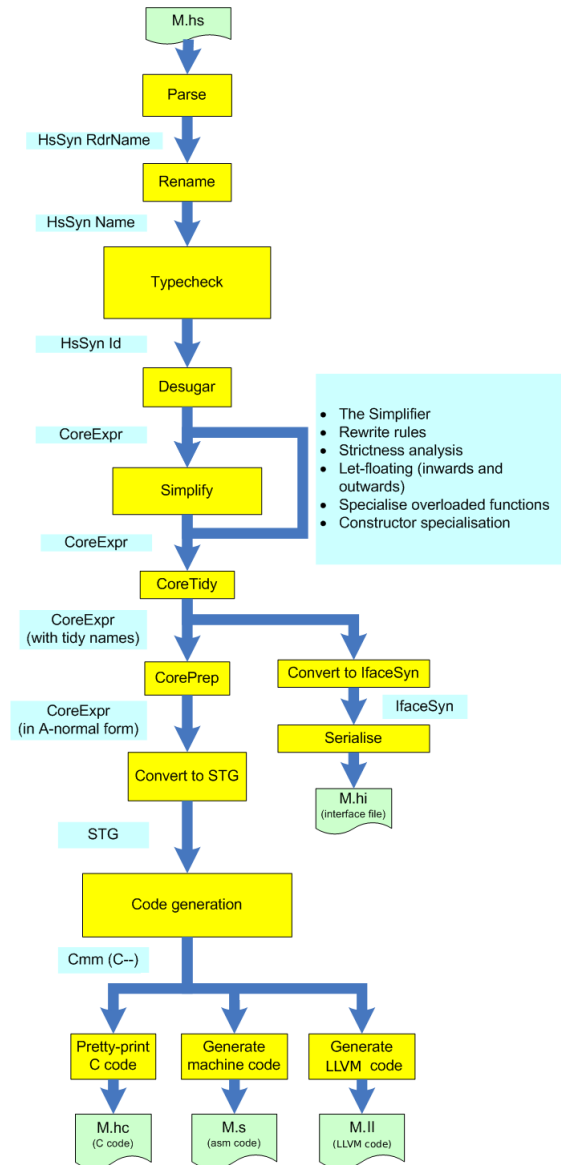 M.hs
Parse
HsSyn RdrName
Rename
HsSyn Name
Typecheck
HsSyn Id
Desugar
CoreExpr
• The Simplifier
• Rewrite rules
• Strictness analysis
• Let-floating (inwards and
outwards)
• Specialise overloaded functions
• Constructor specialisation
Simplify
CoreExpr
CoreTidy
CoreExpr
(with tidy names)
CorePrep
Convert to IfaceSyn
CoreExpr
(in A-normal form)
IfaceSyn
Serialise
Convert to STG
M.hi
(interface file)
STG
Code generation
Cmm (C--)
Pretty-print
C code
Generate
machine code
Generate
LLVM code
M.hc
(C code)
M.s
(asm code)
M.ll
(LLVM code)